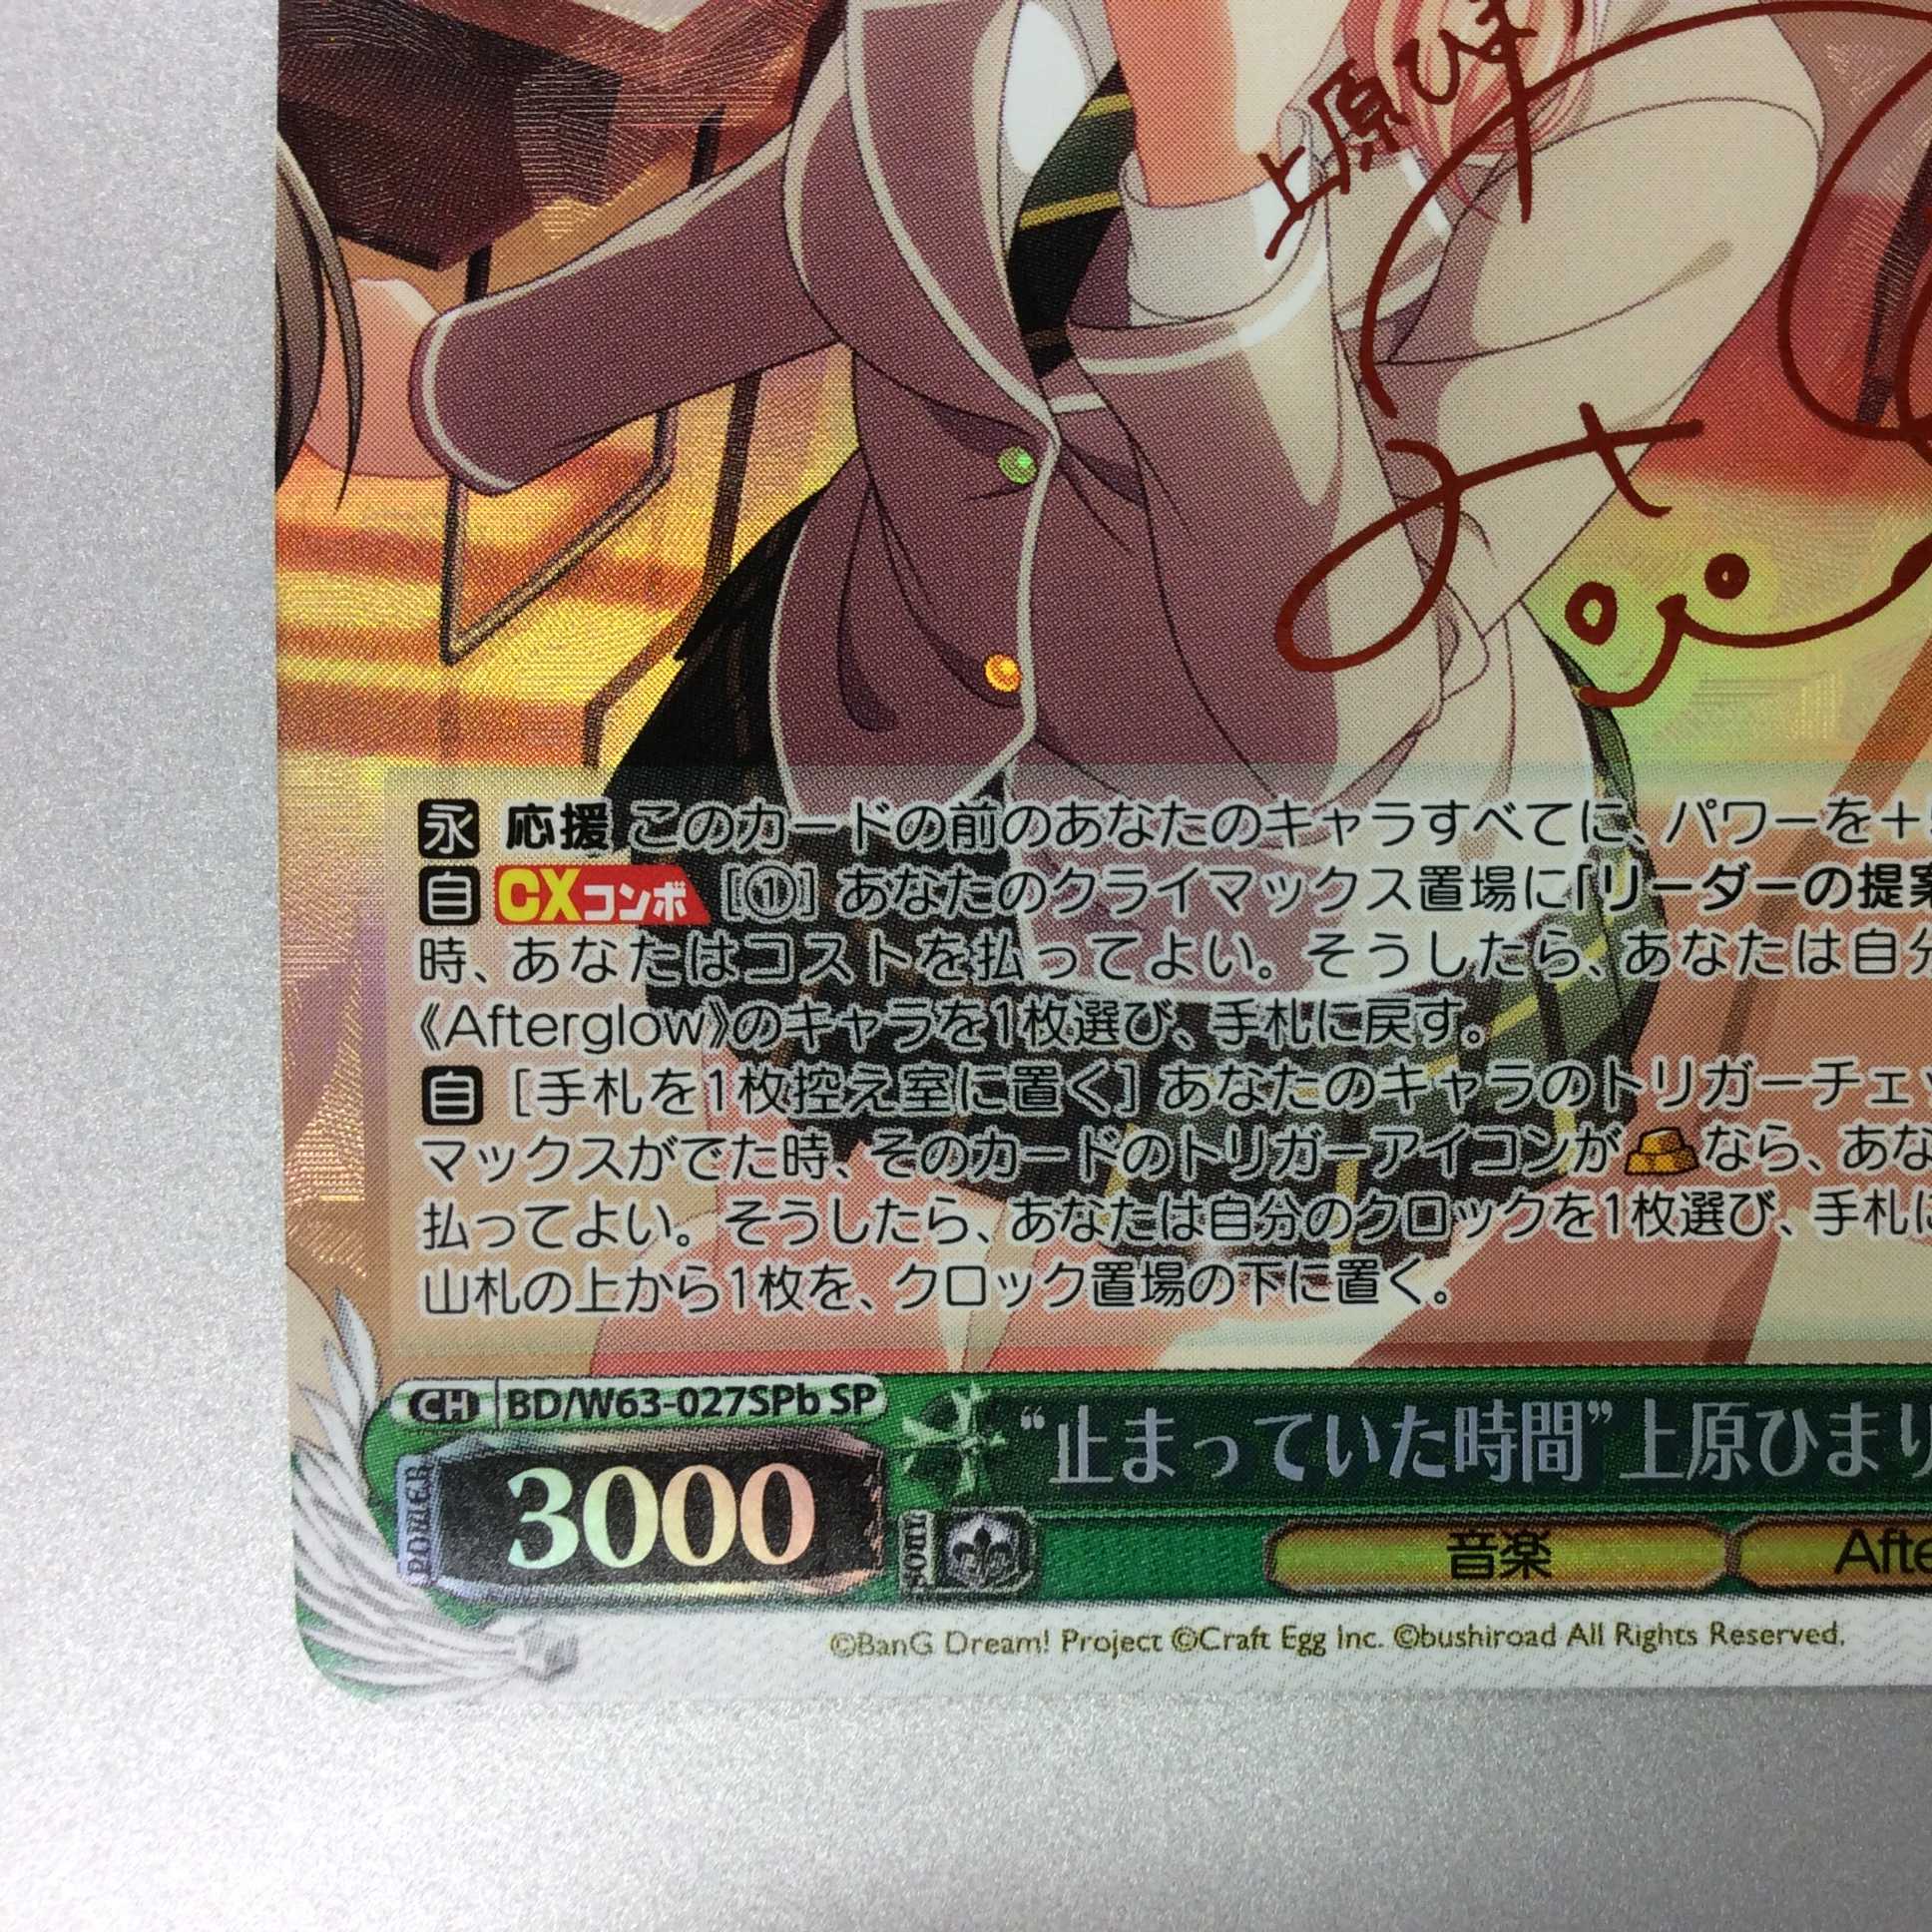 上原ひま
永 応援 このカードの前のあなたのキャラすべてに、パワーを＋
自 CXコンボ [①] あなたのクライマックス置場に「リーダーの提案
時、あなたはコストを払ってよい。そうしたら、あなたは自分
《Afterglow》のキャラを1枚選び、手札に戻す。
自 [手札を1枚控え室に置く] あなたのキャラのトリガーチェッ
マックスがでた時、そのカードのトリガーアイコンがなら、あな
払ってよい。そうしたら、あなたは自分のクロックを1枚選び、手札に
山札の上から1枚を、クロック置場の下に置く。
CH BD/W63-027SPb SP
“止まっていた時間”上原ひまり
POWER 3000
SOUL
音楽 Afte
©BanG Dream! Project ©Craft Egg Inc. ©bushiroad All Rights Reserved.